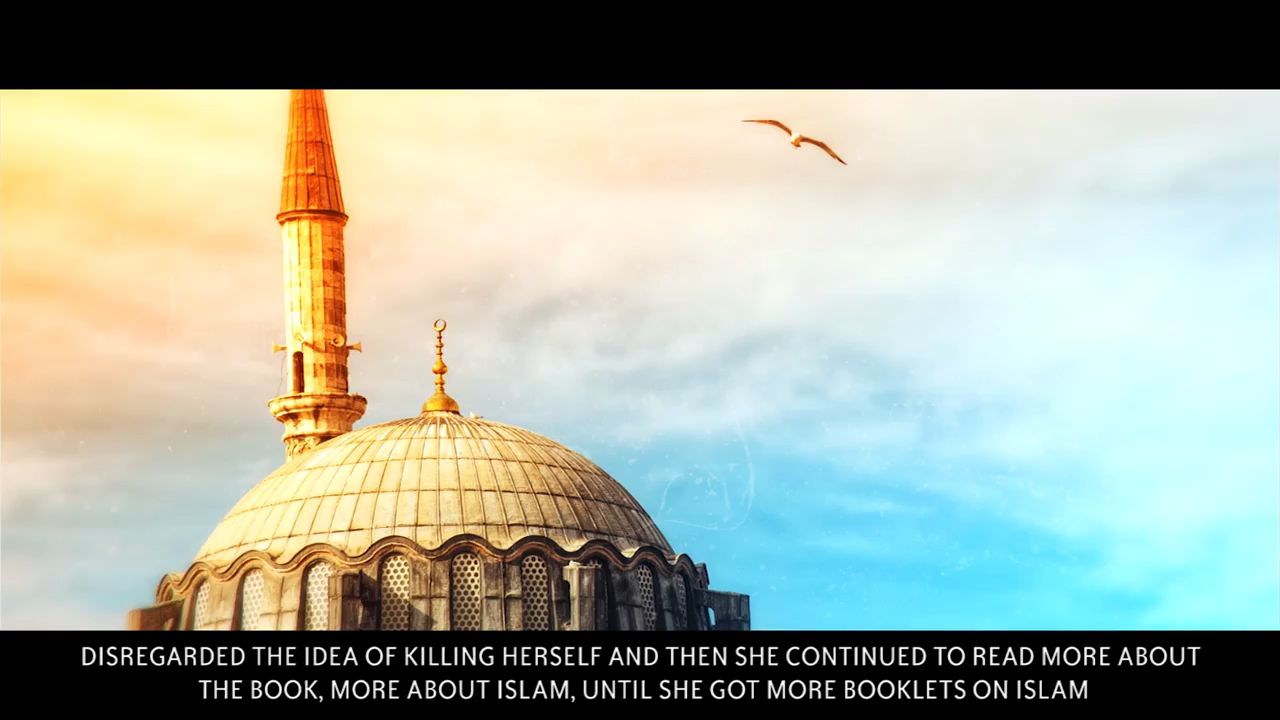 DISREGARDED THE IDEA OF KILLING HERSELF AND THEN SHE CONTINUED TO READ MORE ABOUT
THE BOOK, MORE ABOUT ISLAM, UNTIL SHE GOT MORE BOOKLETS ON ISLAM